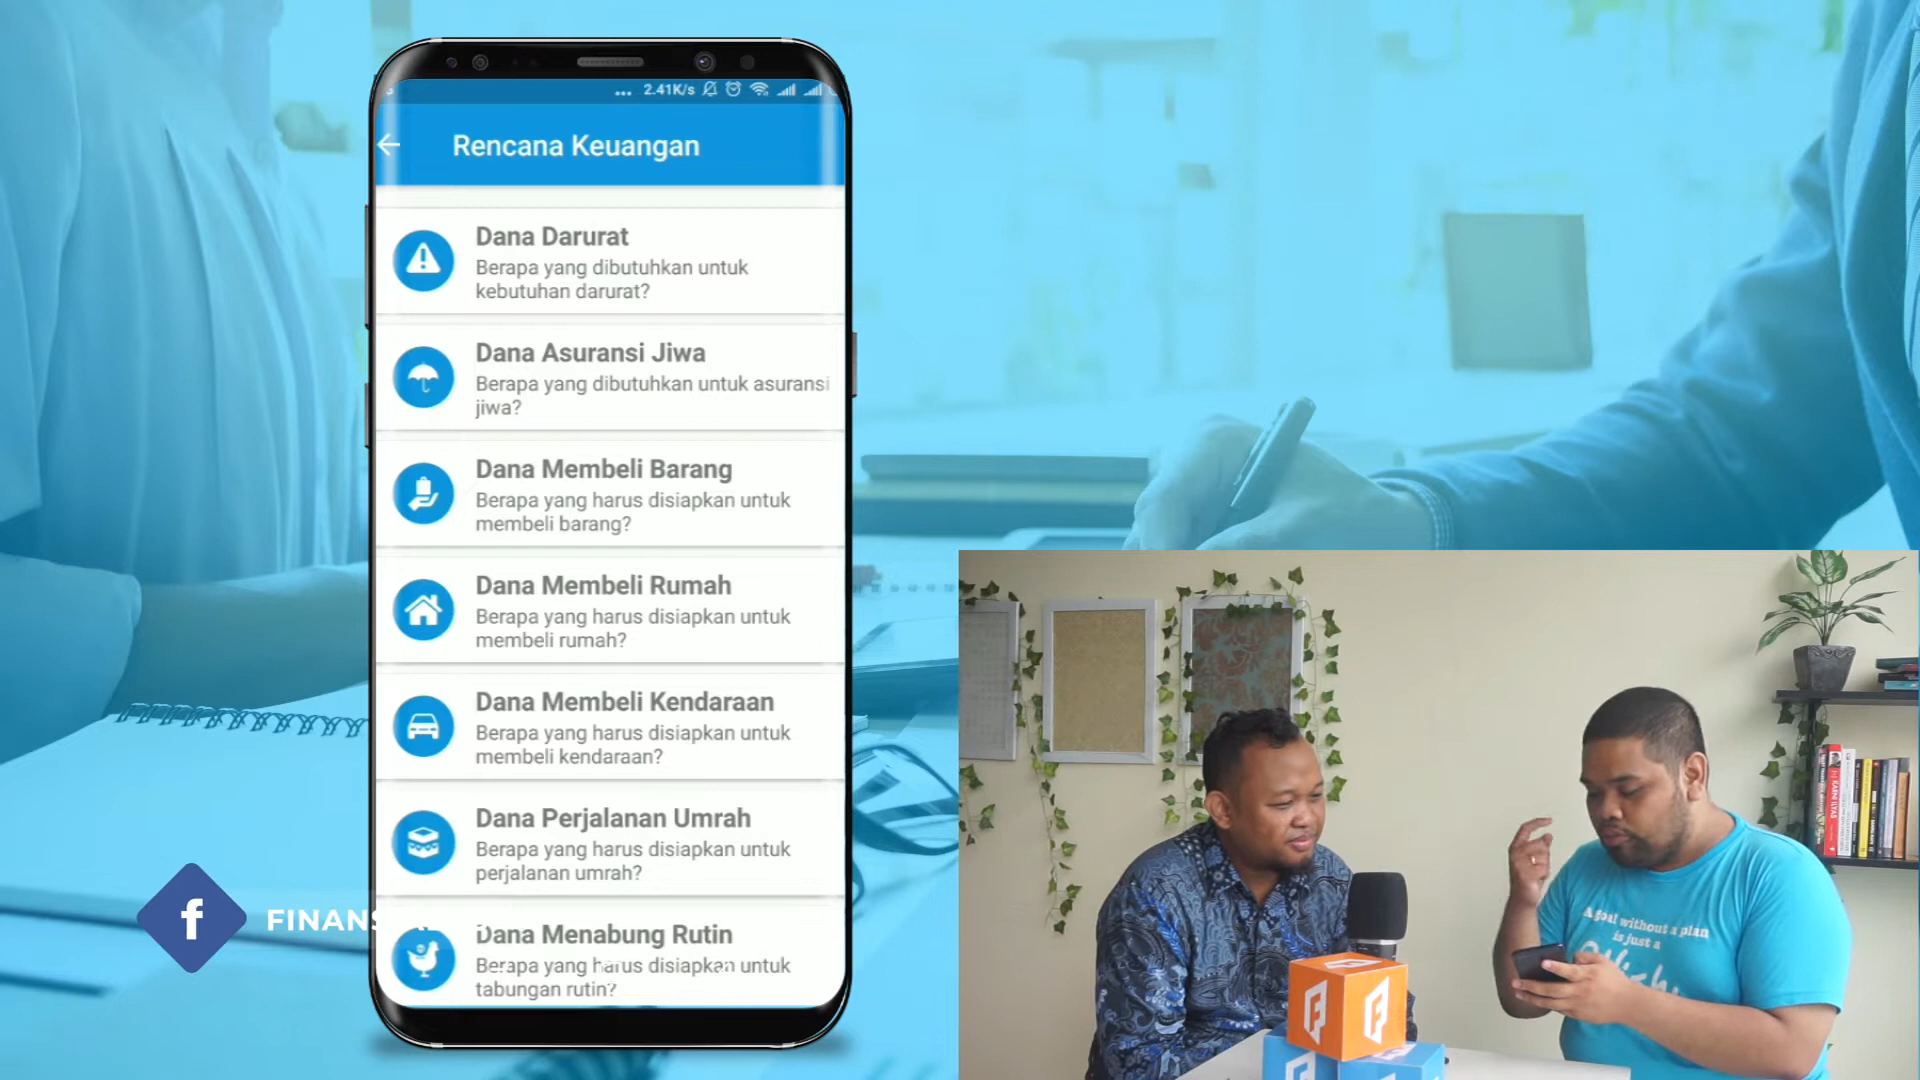 2.41K/s
Rencana Keuangan
Dana Darurat
Berapa yang dibutuhkan untuk
kebutuhan darurat?
Dana Asuransi Jiwa
Berapa yang dibutuhkan untuk asuransi
jiwa?
Dana Membeli Barang
Berapa yang harus disiapkan untuk
membeli barang?
Dana Membeli Rumah
Berapa yang harus disiapkan untuk
membeli rumah?
Dana Membeli Kendaraan
Berapa yang harus disiapkan untuk
membeli kendaraan?
Dana Perjalanan Umrah
Berapa yang harus disiapkan untuk
perjalanan umrah?
Dana Menabung Rutin
Berapa yang harus disiapkan untuk
tabungan rutin?
A goal without a plan
is just a
KARNI ILYAS